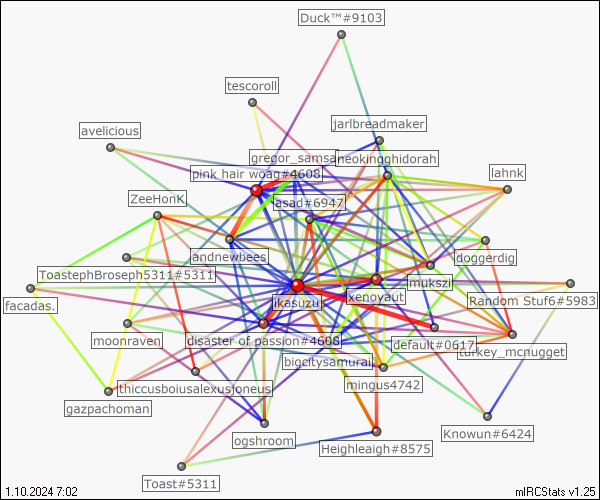 Duck™#9103
tescoroll
jarlbreadmaker
avelicious
gregor_samsa
neokingghidorah
pink hair woag#4608
lahnk
ZeeHonK
asad#6947
andrewbees
doggerdig
ToastephBroseph5311#5311
mukszi
xenoyaut
ikasuzu
Random Stuf6#5983
facadas.
moonraven
disaster of passion#4608
default#0617
turkey_mcnugget
bigcitysamurai
thiccusboiusalexusjoneus
mingus4742
gazpachoman
ogshroom
Knowun#6424
Heighleaigh#8575
Toast#5311
1.10.2024 7:02
mIRCStats v1.25